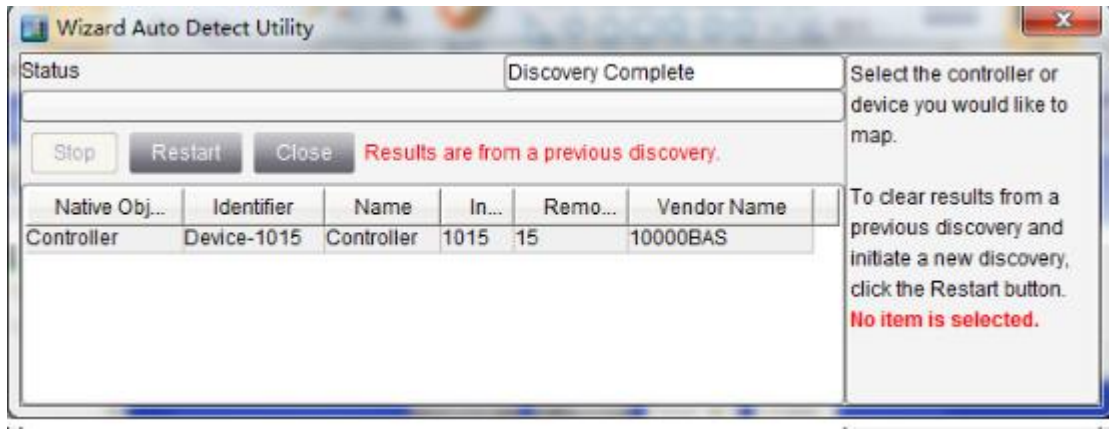 Wizard Auto Detect Utility
Status
Discovery Complete
Stop
Restart
Close
Results are from a previous discovery.
Native Obj... Identifier Name In... Remo... Vendor Name
Controller Device-1015 Controller 1015 15 10000BAS
Select the controller or
device you would like to
map.
To clear results from a
previous discovery and
initiate a new discovery,
click the Restart button.
No item is selected.